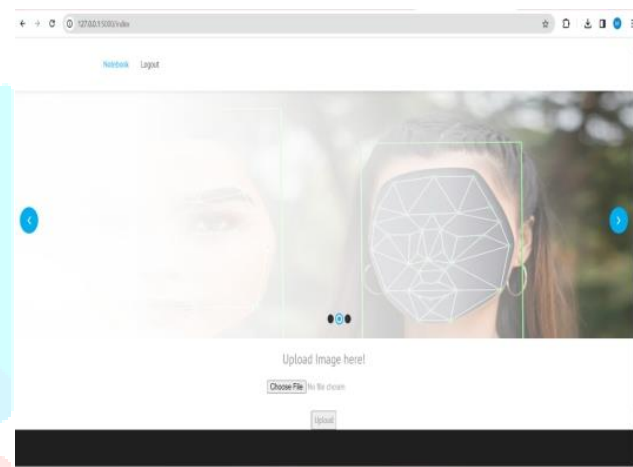 127.0.0.1:5000/index
Notebook Logout
Upload Image here!
Choose File No file chosen
Upload